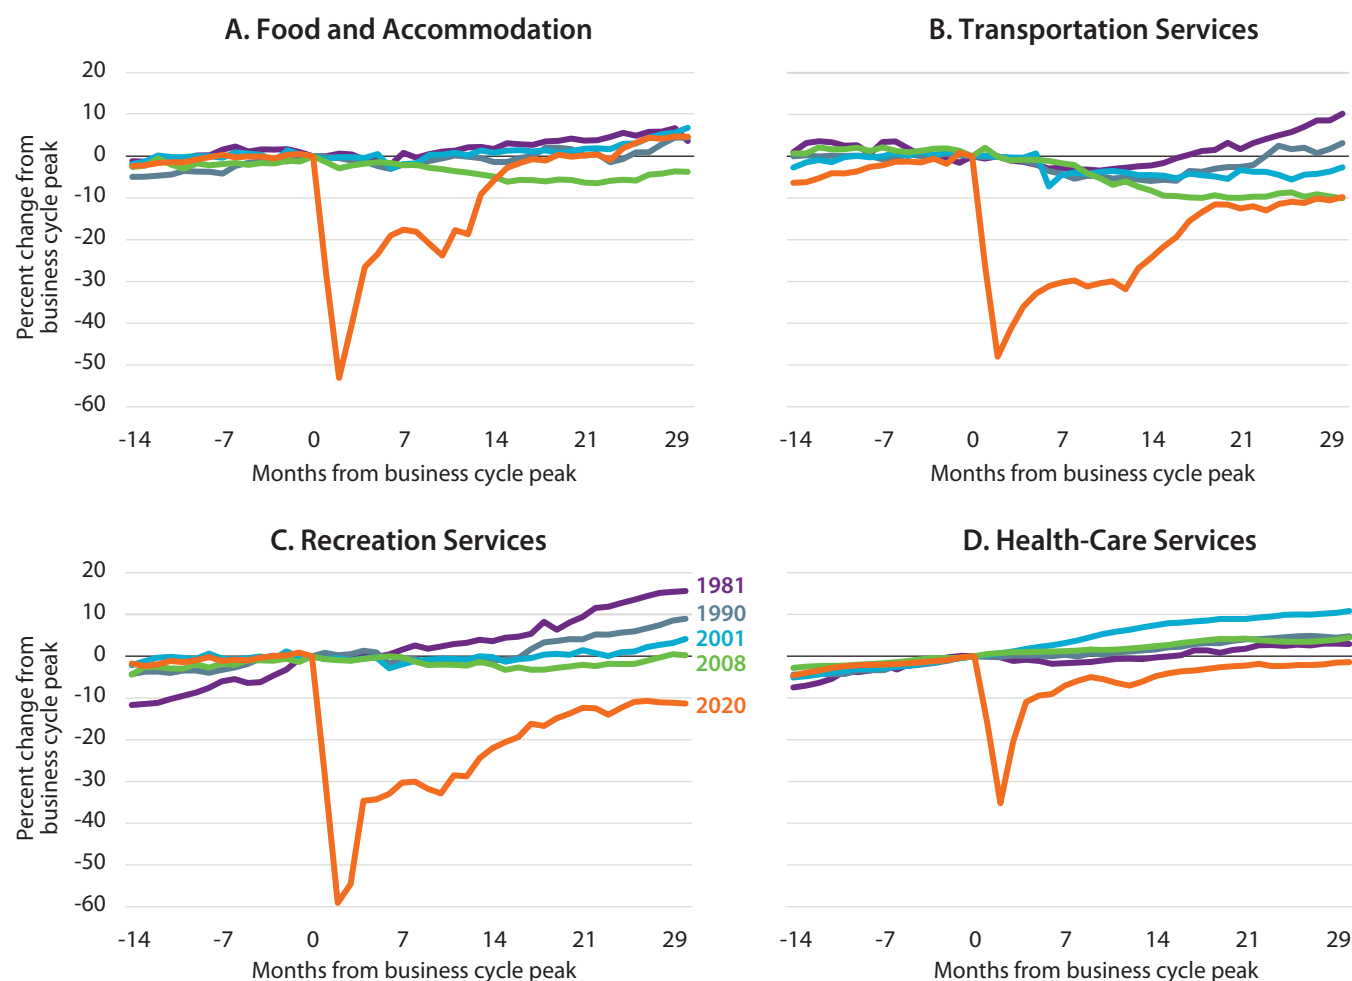 A. Food and Accommodation
B. Transportation Services
Percent change from
business cycle peak
20
10
0
-10
-20
-30
-40
-50
-60
-14 -7 0 7 14 21 29
Months from business cycle peak
-14 -7 0 7 14 21 29
Months from business cycle peak
C. Recreation Services
D. Health-Care Services
Percent change from
business cycle peak
20
10
0
-10
-20
-30
-40
-50
-60
1981
1990
2001
2008
2020
-14 -7 0 7 14 21 29
Months from business cycle peak
-14 -7 0 7 14 21 29
Months from business cycle peak